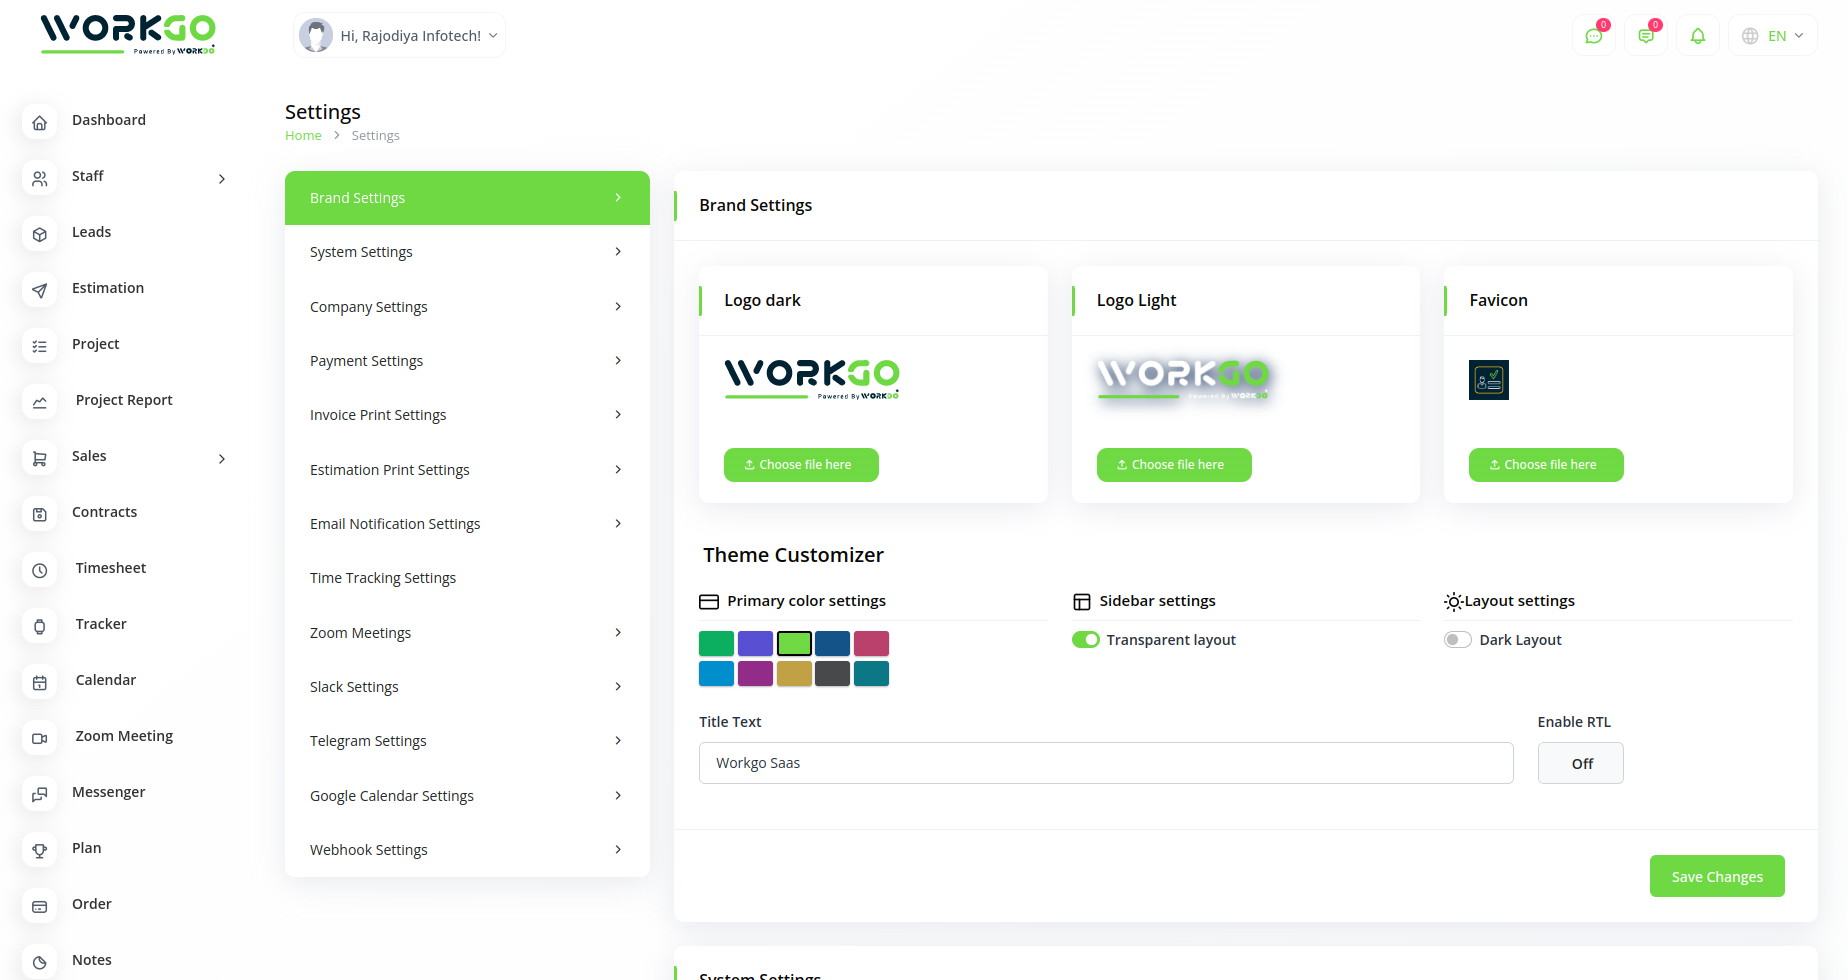 WORKGO
Powered By WORKGO
Hi, Rajodiya Infotech!
0
0
EN
Dashboard
Staff
Leads
Estimation
Project
Project Report
Sales
Contracts
Timesheet
Tracker
Calendar
Zoom Meeting
Messenger
Plan
Order
Notes
Settings
Home > Settings
Brand Settings
System Settings
Company Settings
Payment Settings
Invoice Print Settings
Estimation Print Settings
Email Notification Settings
Time Tracking Settings
Zoom Meetings
Slack Settings
Telegram Settings
Google Calendar Settings
Webhook Settings
Brand Settings
Logo dark
WORKGO
Powered By WORKGO
Choose file here
Logo Light
WORKGO
Powered By WORKGO
Choose file here
Favicon
Choose file here
Theme Customizer
Primary color settings
Sidebar settings
Transparent layout
Layout settings
Dark Layout
Title Text
Workgo Saas
Enable RTL
Off
Save Changes
System Settings